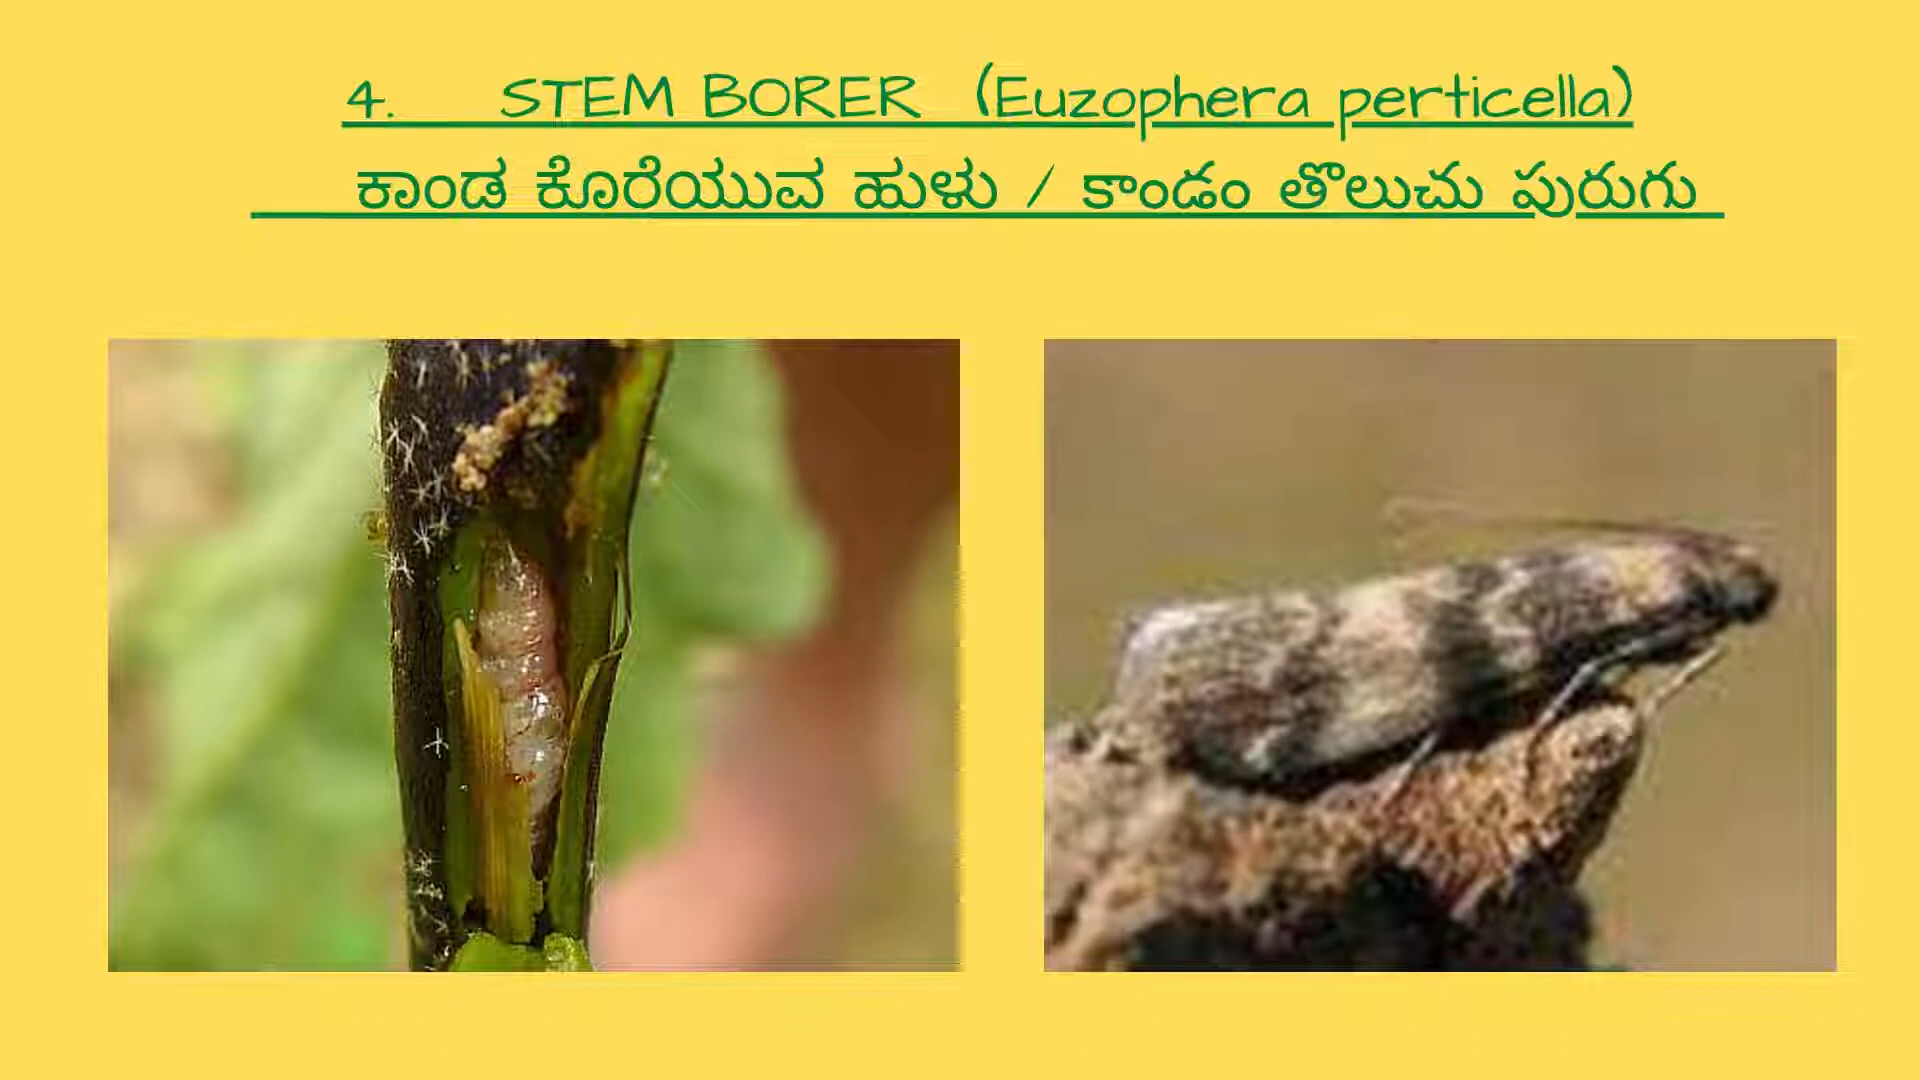 4. STEM BORER (Euzophera perticella)
ಕಾಂಡ ಕೊರೆಯುವ ಹುಳು / కాండం తొలుచు పురుగు